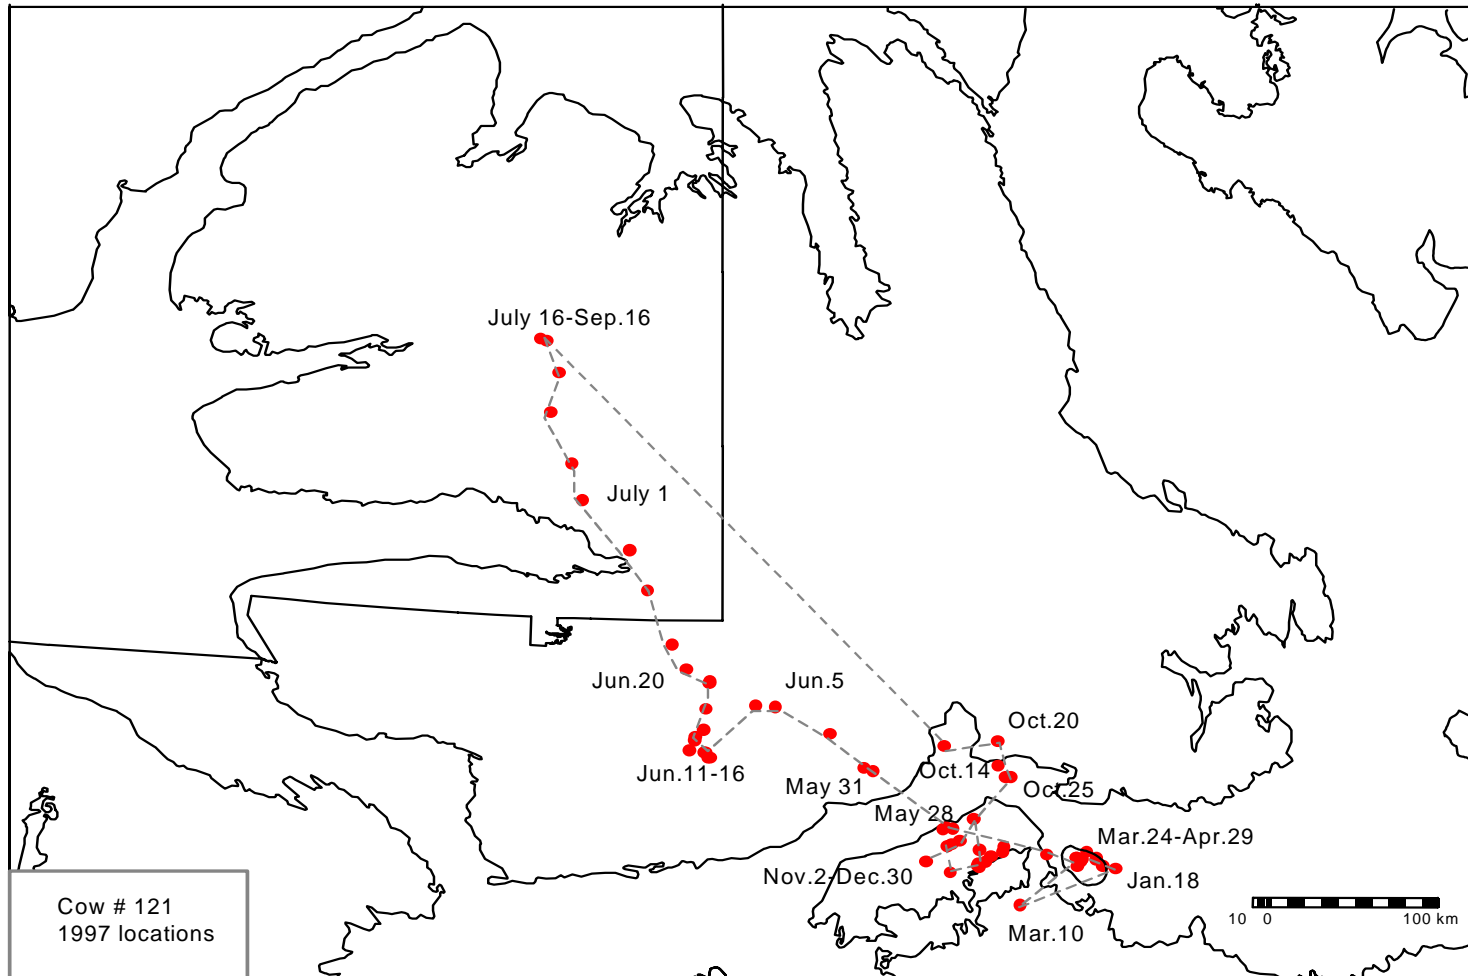 July 16-Sep.16
July 1
Jun.20
Jun.5
Oct.20
Jun.11-16
Oct.14
May 31
Oct.25
May 28
Mar.24-Apr.29
Nov.2-Dec.30
Jan.18
Cow # 121
1997 locations
10 0 100 km
Mar.10